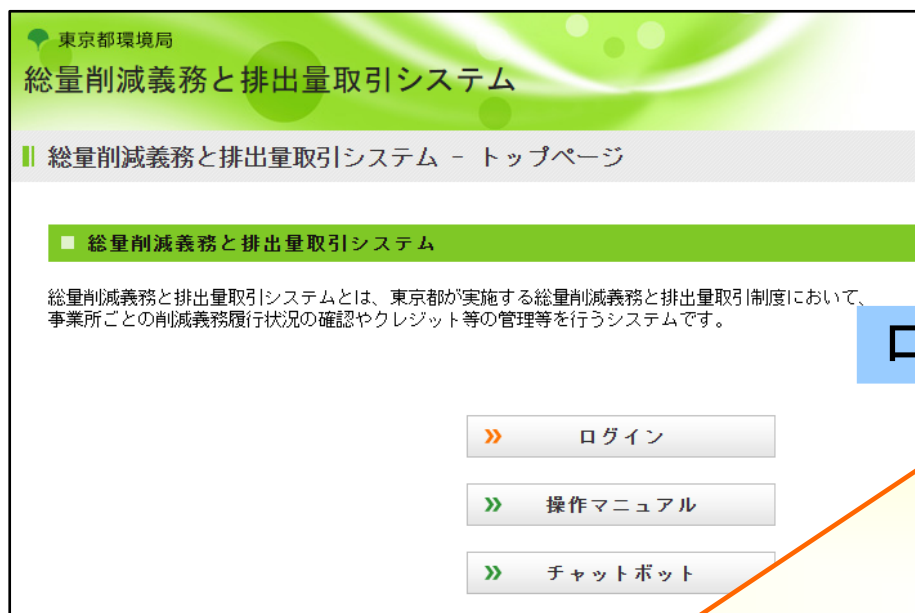 東京都環境局
総量削減義務と排出量取引システム
総量削減義務と排出量取引システム － トップページ
総量削減義務と排出量取引システム
総量削減義務と排出量取引システムとは、東京都が実施する総量削減義務と排出量取引制度において、
事業所ごとの削減義務履行状況の確認やクレジット等の管理等を行うシステムです。
ログイン
操作マニュアル
チャットボット